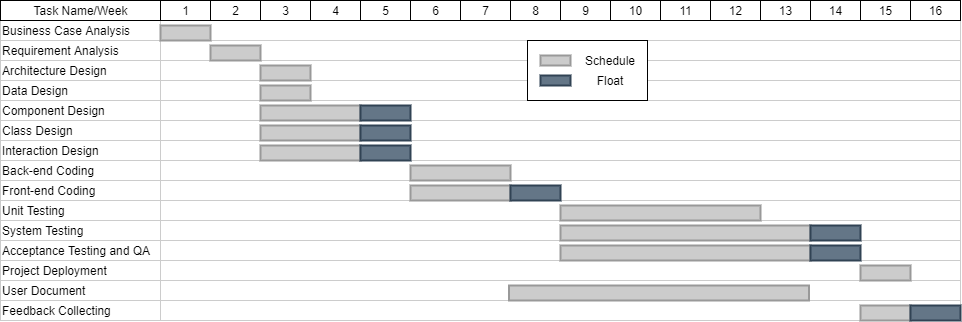 Task Name/Week 1 2 3 4 5 6 7 8 9 10 11 12 13 14 15 16
Business Case Analysis
Requirement Analysis
Architecture Design
Schedule
Data Design
Float
Component Design
Class Design
Interaction Design
Back-end Coding
Front-end Coding
Unit Testing
System Testing
Acceptance Testing and QA
Project Deployment
User Document
Feedback Collecting